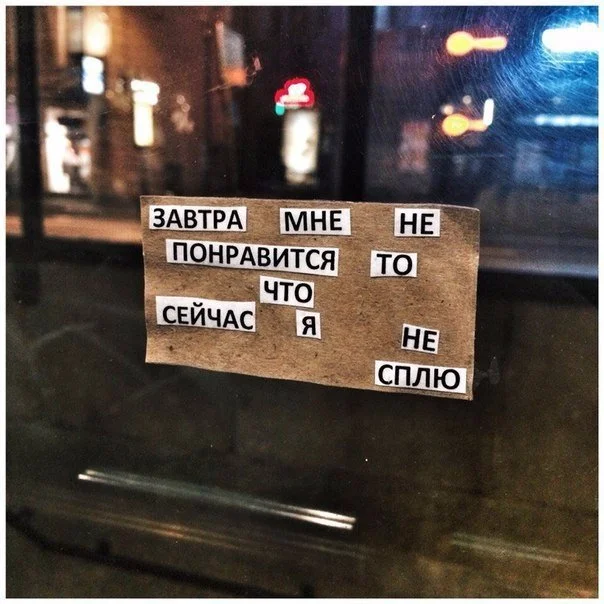 ЗАВТРА МНЕ НЕ
ПОНРАВИТСЯ ТО
ЧТО
СЕЙЧАС Я НЕ
СПЛЮ